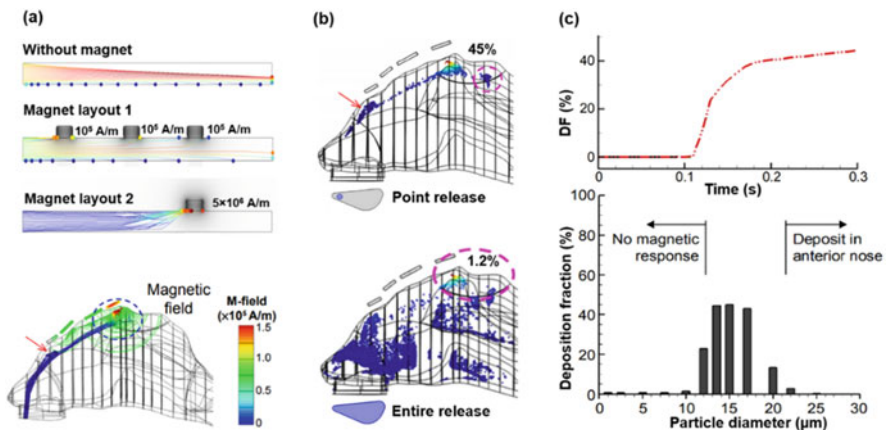 (a)
Without magnet
Magnet layout 1
10⁵ A/m 10⁵ A/m 10⁵ A/m
Magnet layout 2
5×10⁶ A/m
Magnetic
field
M-field
(×10⁵ A/m)
1.5
1.0
0.5
0
(b)
45%
Point release
1.2%
Entire release
(c)
DF (%)
40
20
0
0 0.1 0.2 0.3
Time (s)
Deposition fraction (%)
100
80
60
40
20
0
No magnetic
response
Deposit in
anterior nose
0 5 10 15 20 25 30
Particle diameter (μm)